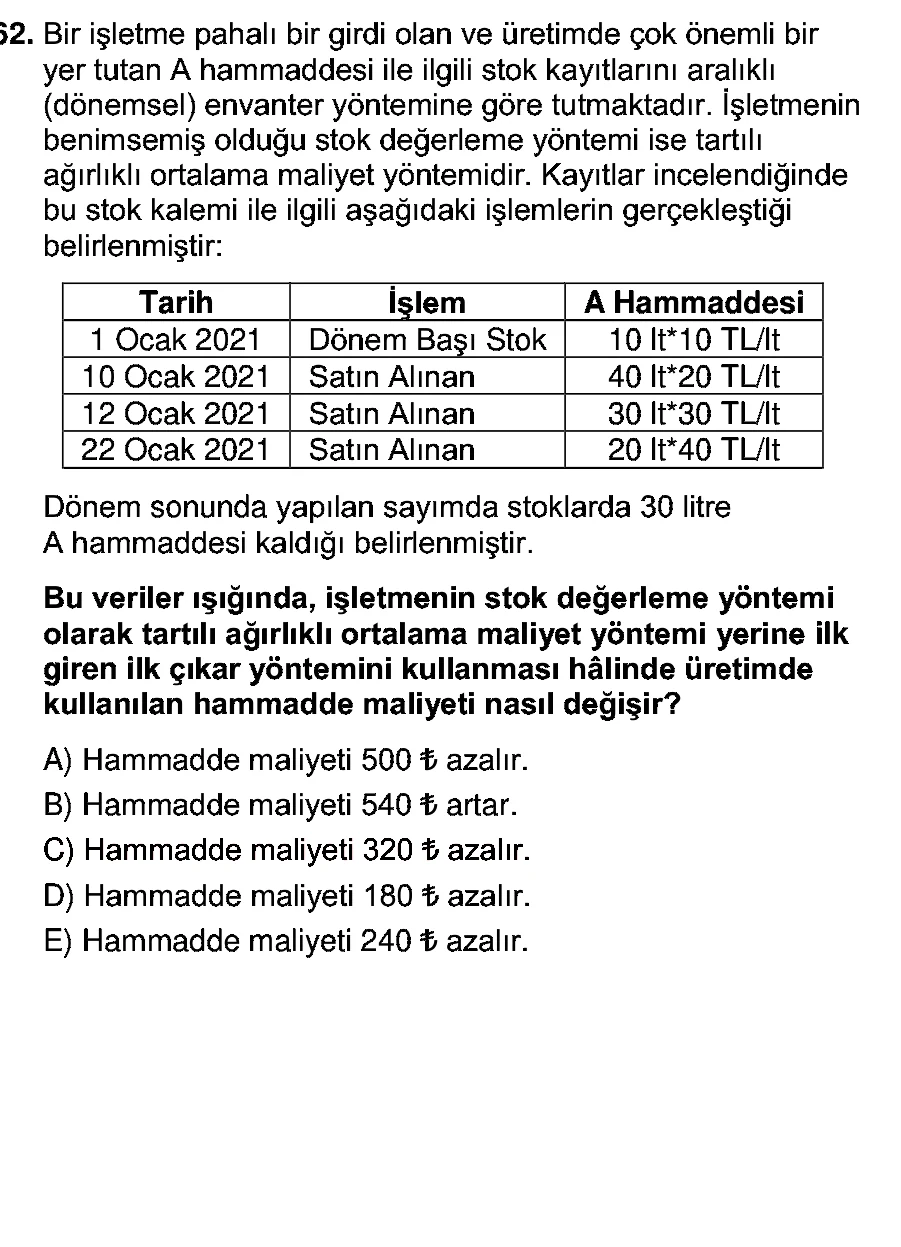 62. Bir işletme pahalı bir girdi olan ve üretimde çok önemli bir
yer tutan A hammaddesi ile ilgili stok kayıtlarını aralıklı
(dönemsel) envanter yöntemine göre tutmaktadır. İşletmenin
benimsemiş olduğu stok değerleme yöntemi ise tartılı
ağırlıklı ortalama maliyet yöntemidir. Kayıtlar incelendiğinde
bu stok kalemi ile ilgili aşağıdaki işlemlerin gerçekleştiği
belirlenmiştir:
Tarih İşlem A Hammaddesi
1 Ocak 2021 Dönem Başı Stok 10 lt*10 TL/lt
10 Ocak 2021 Satın Alınan 40 lt*20 TL/lt
12 Ocak 2021 Satın Alınan 30 lt*30 TL/lt
22 Ocak 2021 Satın Alınan 20 lt*40 TL/lt
Dönem sonunda yapılan sayımda stoklarda 30 litre
A hammaddesi kaldığı belirlenmiştir.
Bu veriler ışığında, işletmenin stok değerleme yöntemi
olarak tartılı ağırlıklı ortalama maliyet yöntemi yerine ilk
giren ilk çıkar yöntemini kullanması hâlinde üretimde
kullanılan hammadde maliyeti nasıl değişir?
A) Hammadde maliyeti 500 ₺ azalır.
B) Hammadde maliyeti 540 ₺ artar.
C) Hammadde maliyeti 320 ₺ azalır.
D) Hammadde maliyeti 180 ₺ azalır.
E) Hammadde maliyeti 240 ₺ azalır.